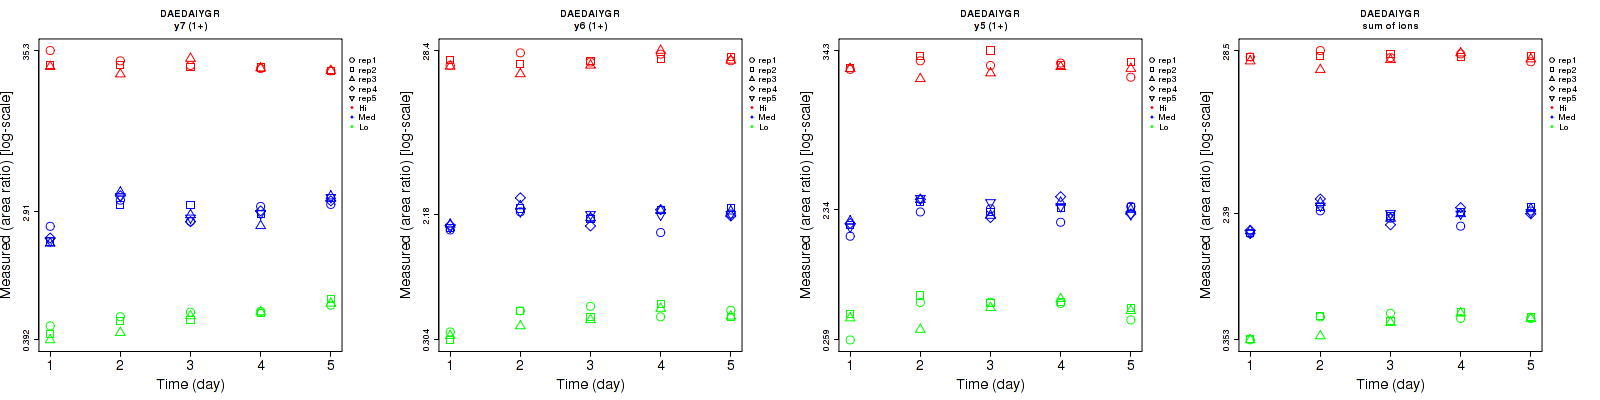 DAEDAIYGR
y7 (1+)
Measured (area ratio) [log-scale]
35.3
2.91
0.392
1 2 3 4 5
Time (day)
rep1
rep2
rep3
rep4
rep5
Hi
Med
Lo
DAEDAIYGR
y6 (1+)
Measured (area ratio) [log-scale]
28.4
2.18
0.304
1 2 3 4 5
Time (day)
rep1
rep2
rep3
rep4
rep5
Hi
Med
Lo
DAEDAIYGR
y5 (1+)
Measured (area ratio) [log-scale]
34.3
2.34
0.259
1 2 3 4 5
Time (day)
rep1
rep2
rep3
rep4
rep5
Hi
Med
Lo
DAEDAIYGR
sum of ions
Measured (area ratio) [log-scale]
28.5
2.39
0.353
1 2 3 4 5
Time (day)
rep1
rep2
rep3
rep4
rep5
Hi
Med
Lo